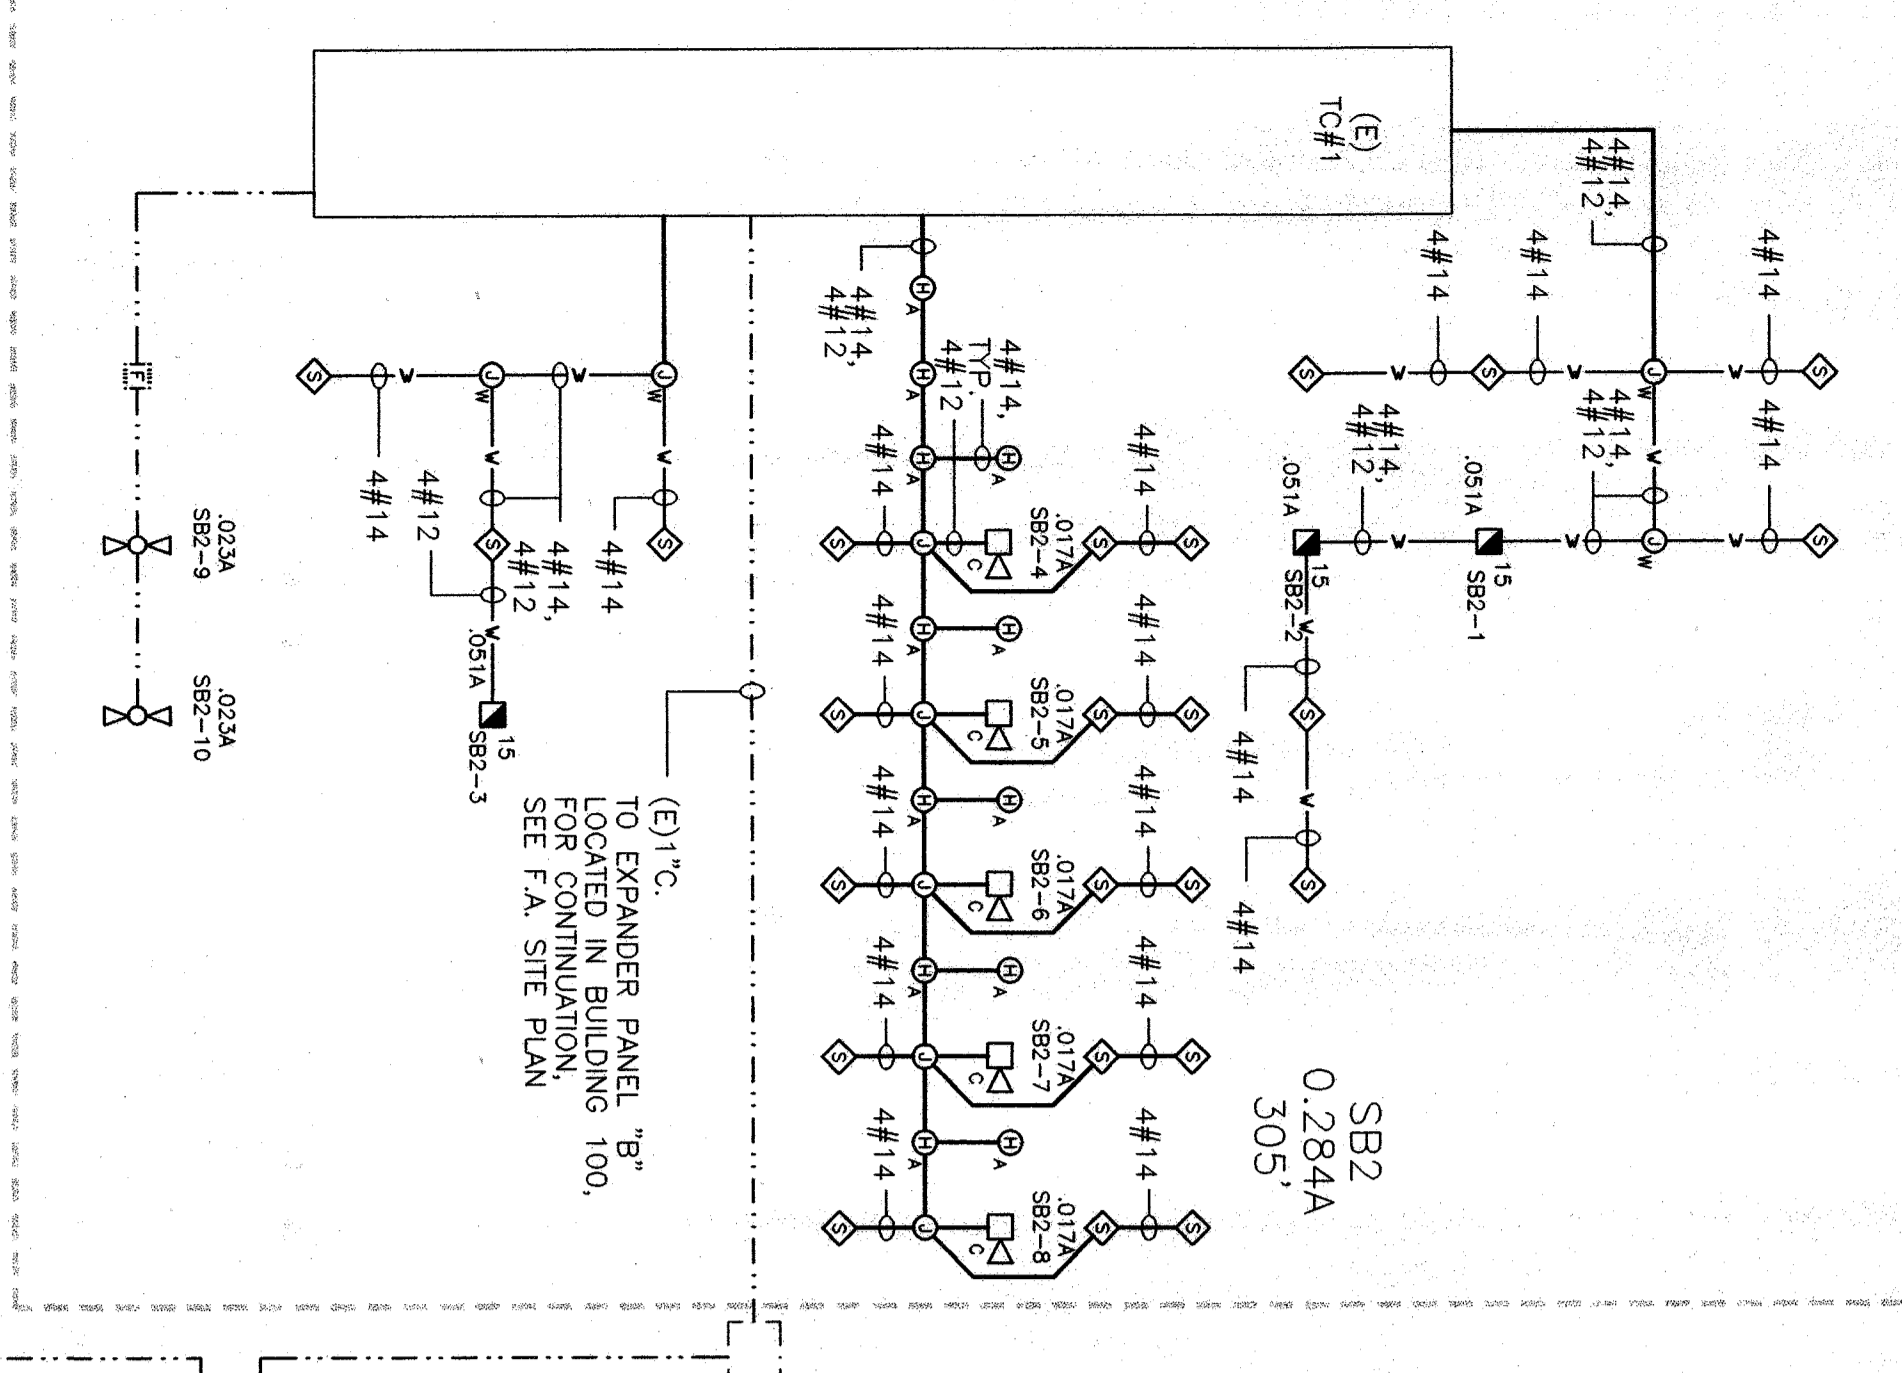 (E)
TC#1
4#14,
4#12
4#14
4#14
4#14
4#14
4#14,
4#12
4#14,
4#12
.051A
15
SB2-1
.051A
15
SB2-2
4#14
4#14
SB2
0.284A
305'
4#14,
4#12
4#14,
TYP.
4#12
4#14
4#14
4#14
4#14
4#14
4#14
4#14
4#14
4#14
4#14
.017A
SB2-4
.017A
SB2-5
.017A
SB2-6
.017A
SB2-7
.017A
SB2-8
(E)1"C.
TO EXPANDER PANEL "B"
LOCATED IN BUILDING 100,
FOR CONTINUATION,
SEE F.A. SITE PLAN
4#14
4#14,
4#12
4#12
4#14
.051A
15
SB2-3
F
.023A
SB2-9
.023A
SB2-10
S
S
S
S
S
S
J
W
J
W
W
W
W
W
W
W
W
W
W
H
A
H
A
H
A
H
A
J
S
S
S
C
H
A
H
A
J
S
S
S
C
H
A
H
A
J
S
S
S
C
H
A
H
A
J
S
S
S
C
H
A
H
A
J
S
S
S
C
J
W
J
W
S
S
S
W
W
W
W